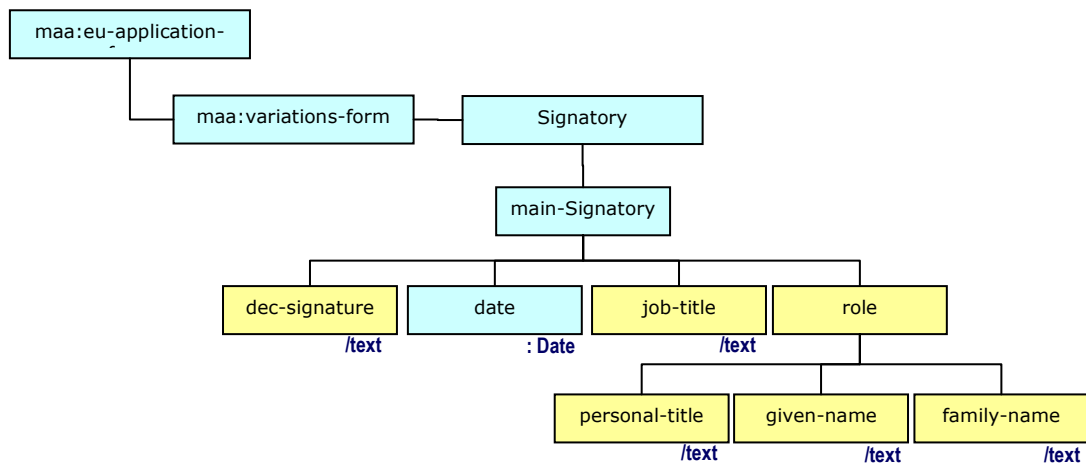 maa:eu-application-
maa:variations-form
Signatory
main-Signatory
dec-signature
date
job-title
role
/text
: Date
/text
personal-title
given-name
family-name
/text
/text
/text